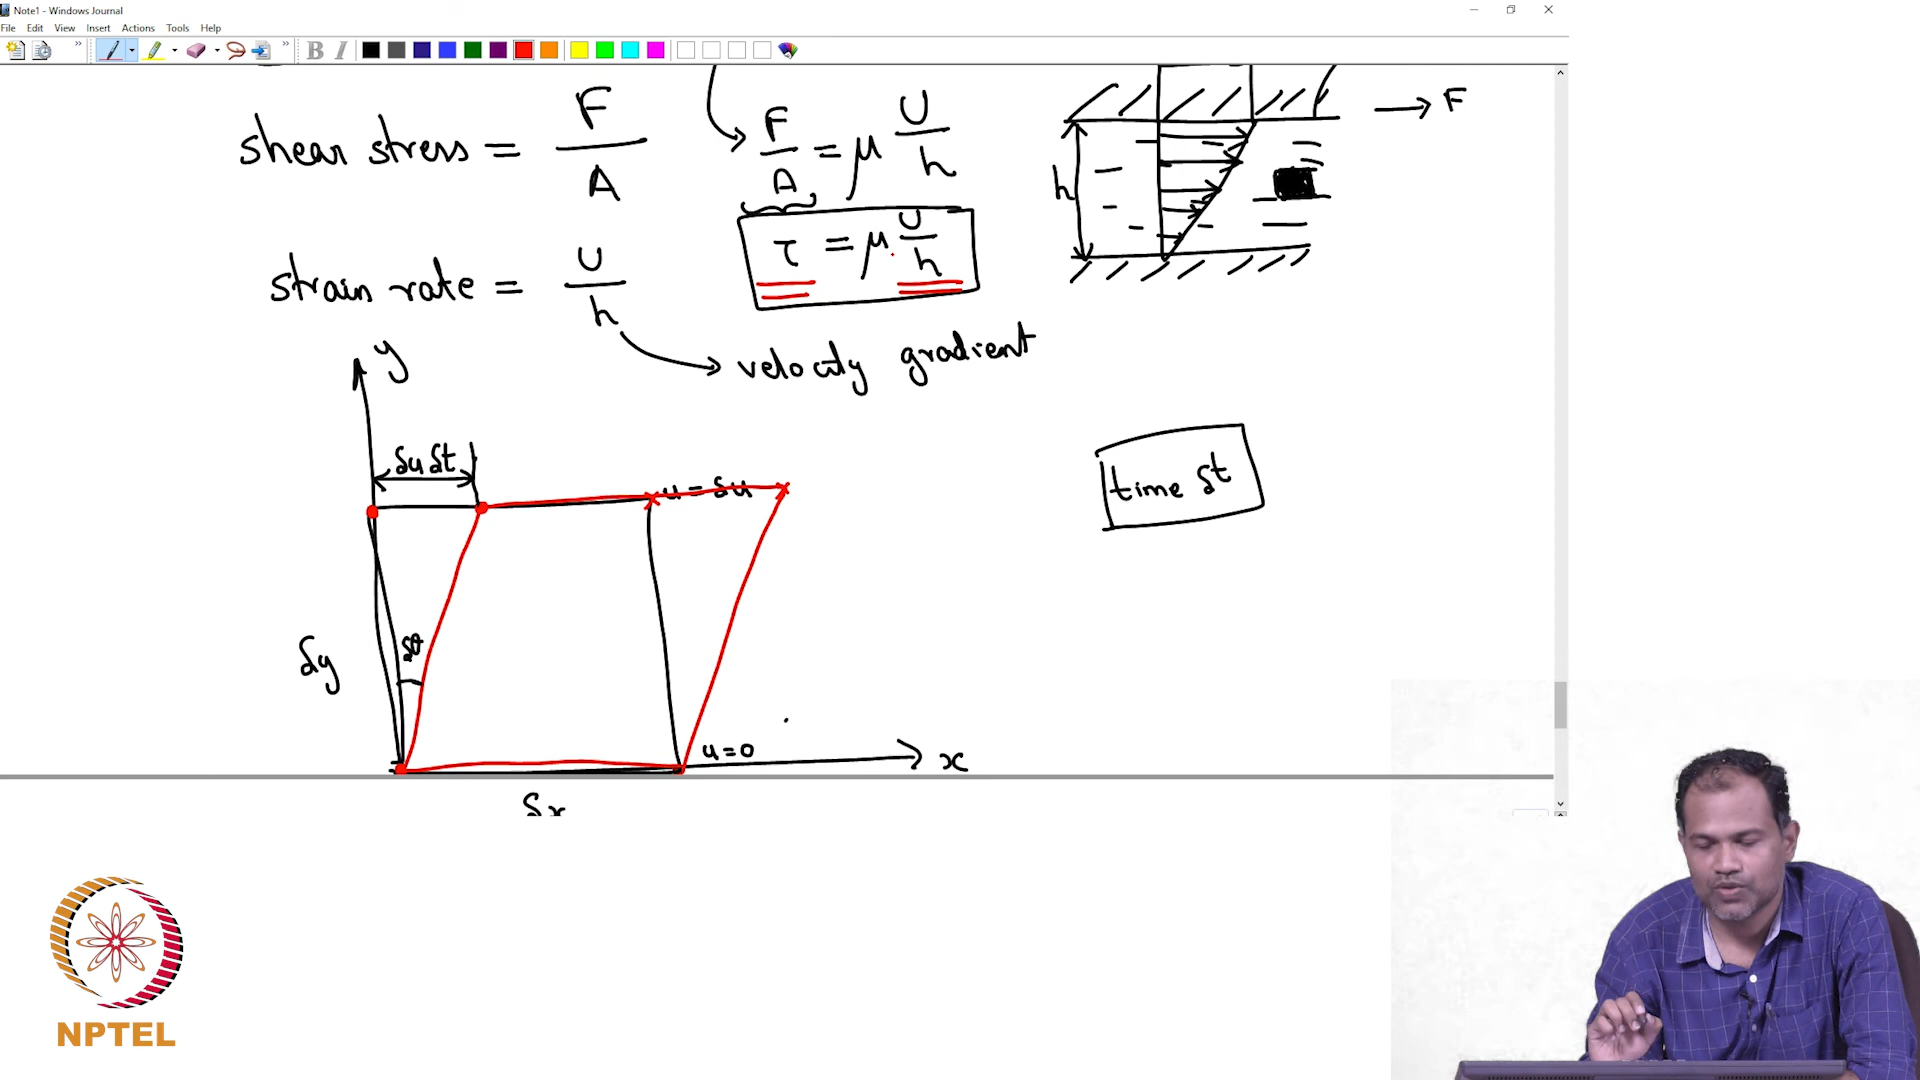 Note1 - Windows Journal
File Edit View Insert Actions Tools Help
B I
shear stress = F/A
F/A = μ U/h
τ = μ U/h
h
→ F
strain rate = U/h
→ velocity gradient
y
δu δt
u = δu
time δt
δθ
δy
u=0
x
δx
NPTEL